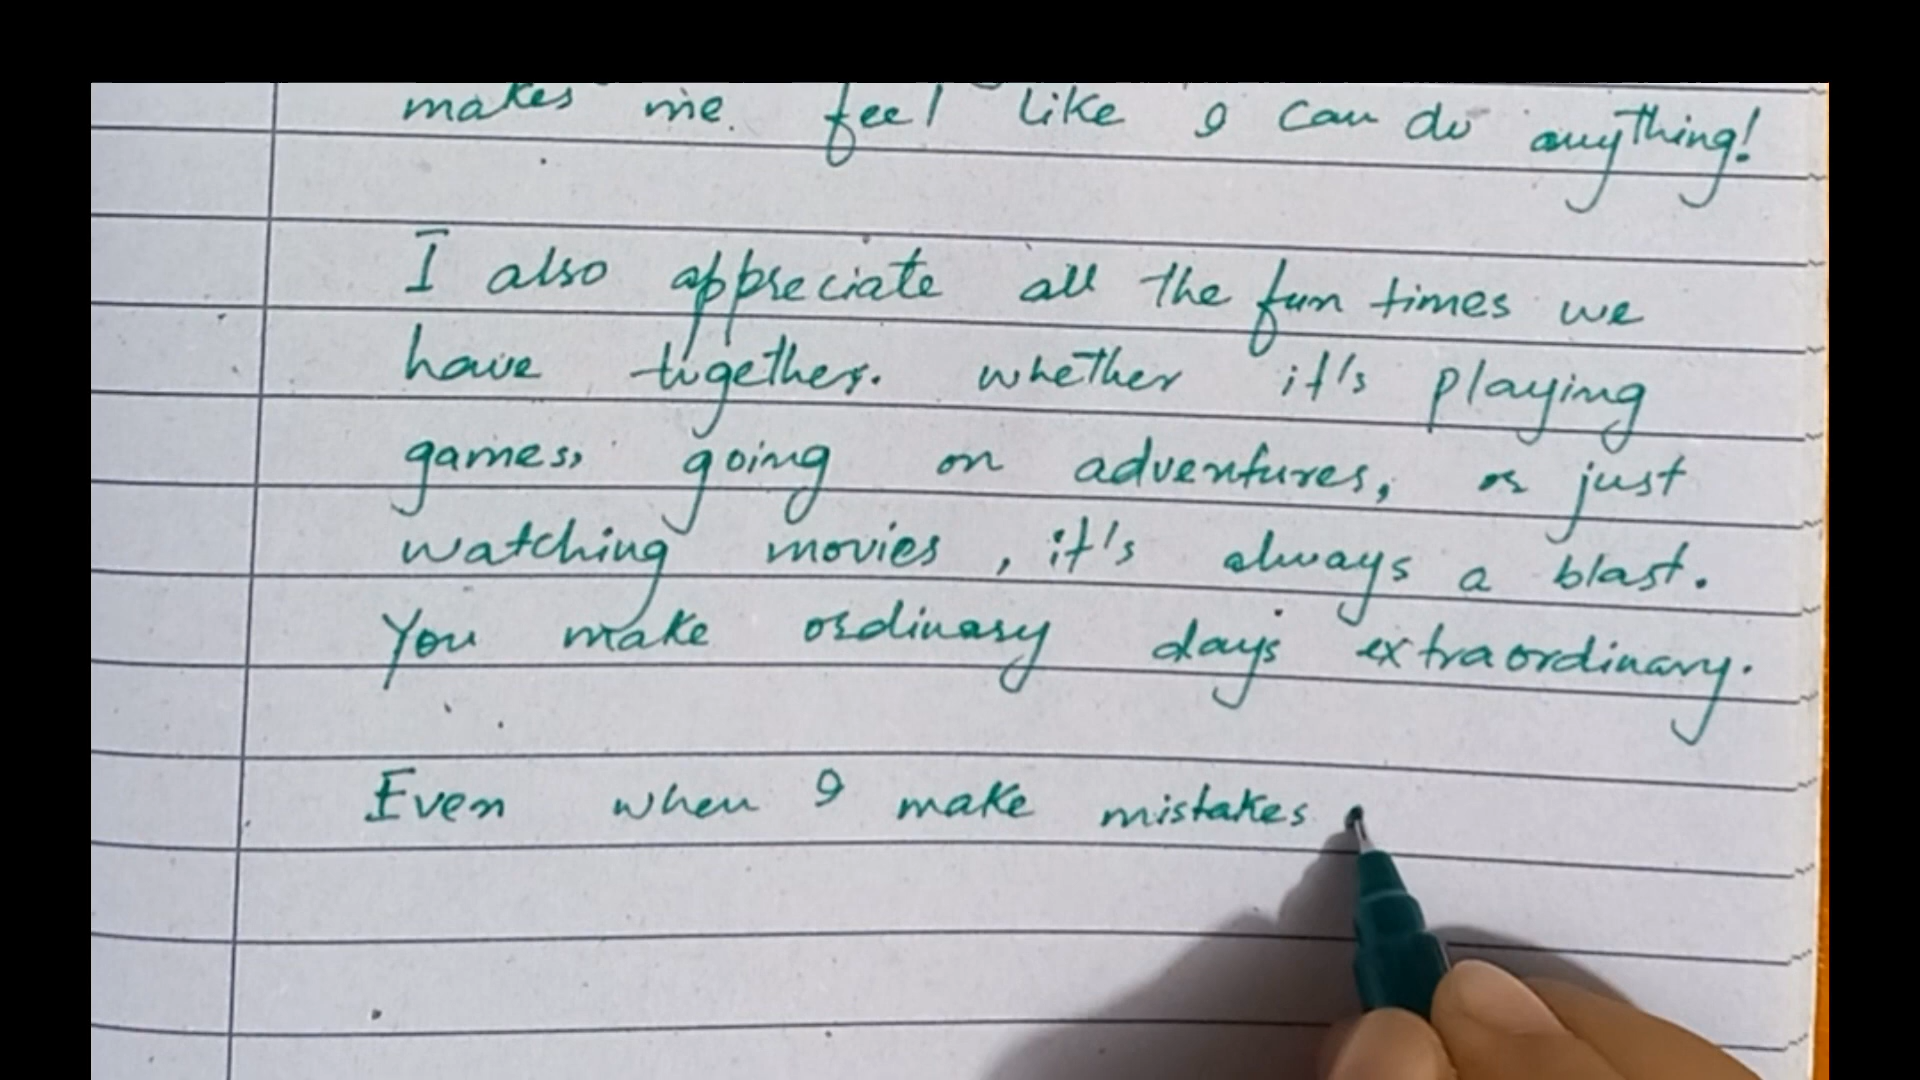 makes me feel like I can do anything!
I also appreciate all the fun times we
have together. whether it's playing
games, going on adventures, or just
watching movies, it's always a blast.
You make ordinary days extraordinary.
Even when I make mistakes